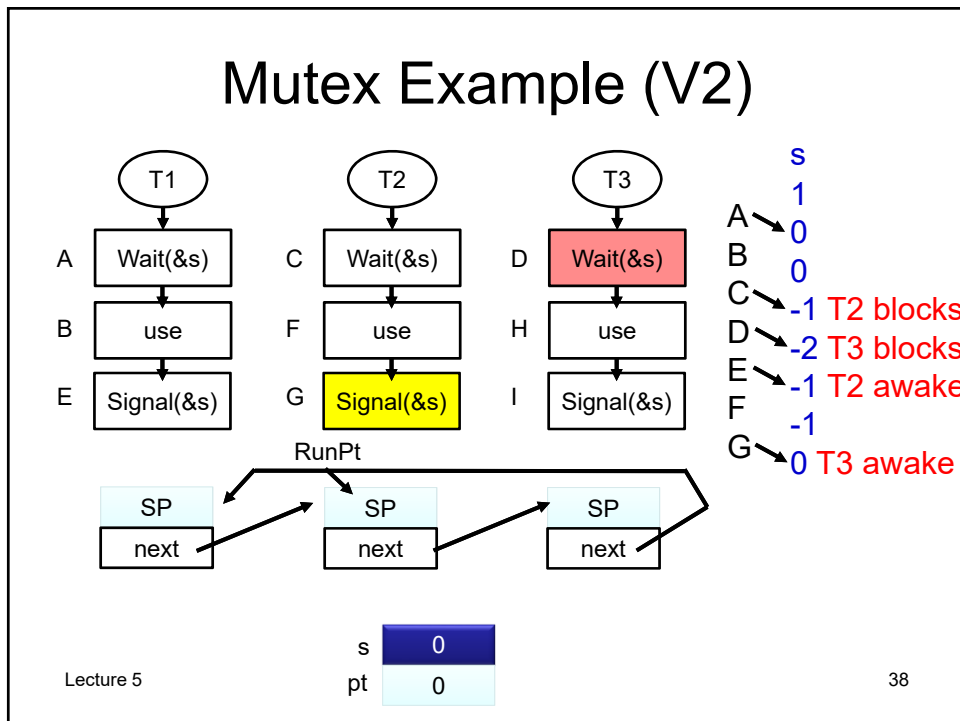 Mutex Example (V2)
T1
T2
T3
A
Wait(&s)
C
Wait(&s)
D
Wait(&s)
B
use
F
use
H
use
E
Signal(&s)
G
Signal(&s)
I
Signal(&s)
s
1
A
0
B
0
C
-1 T2 blocks
D
-2 T3 blocks
E
-1 T2 awake
F
-1
G
0 T3 awake
RunPt
SP
SP
SP
next
next
next
s
0
pt
0
Lecture 5
38